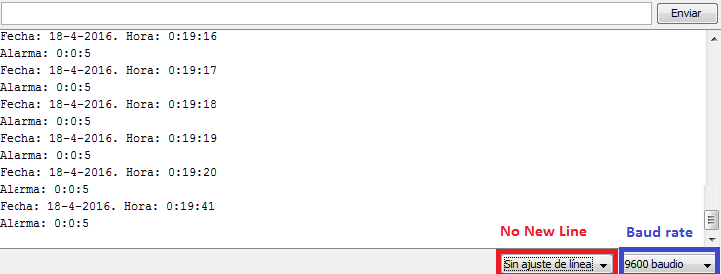 Enviar
Fecha: 18-4-2016. Hora: 0:19:16
Alarma: 0:0:5
Fecha: 18-4-2016. Hora: 0:19:17
Alarma: 0:0:5
Fecha: 18-4-2016. Hora: 0:19:18
Alarma: 0:0:5
Fecha: 18-4-2016. Hora: 0:19:19
Alarma: 0:0:5
Fecha: 18-4-2016. Hora: 0:19:20
Alarma: 0:0:5
Fecha: 18-4-2016. Hora: 0:19:41
Alarma: 0:0:5
No New Line Baud rate
Sin ajuste de línea 9600 baudio